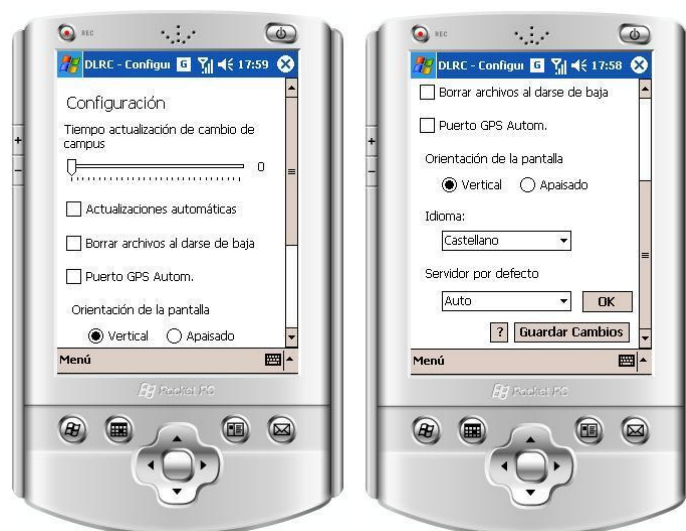 REC
DLRC - Configur G 17:59
Configuración
Tiempo actualización de cambio de
campus
0
Actualizaciones automáticas
Borrar archivos al darse de baja
Puerto GPS Autom.
Orientación de la pantalla
Vertical Apaisado
Menú
Pocket PC
REC
DLRC - Configur G 17:58
Borrar archivos al darse de baja
Puerto GPS Autom.
Orientación de la pantalla
Vertical Apaisado
Idioma:
Castellano
Servidor por defecto
Auto OK
? Guardar Cambios
Menú
Pocket PC